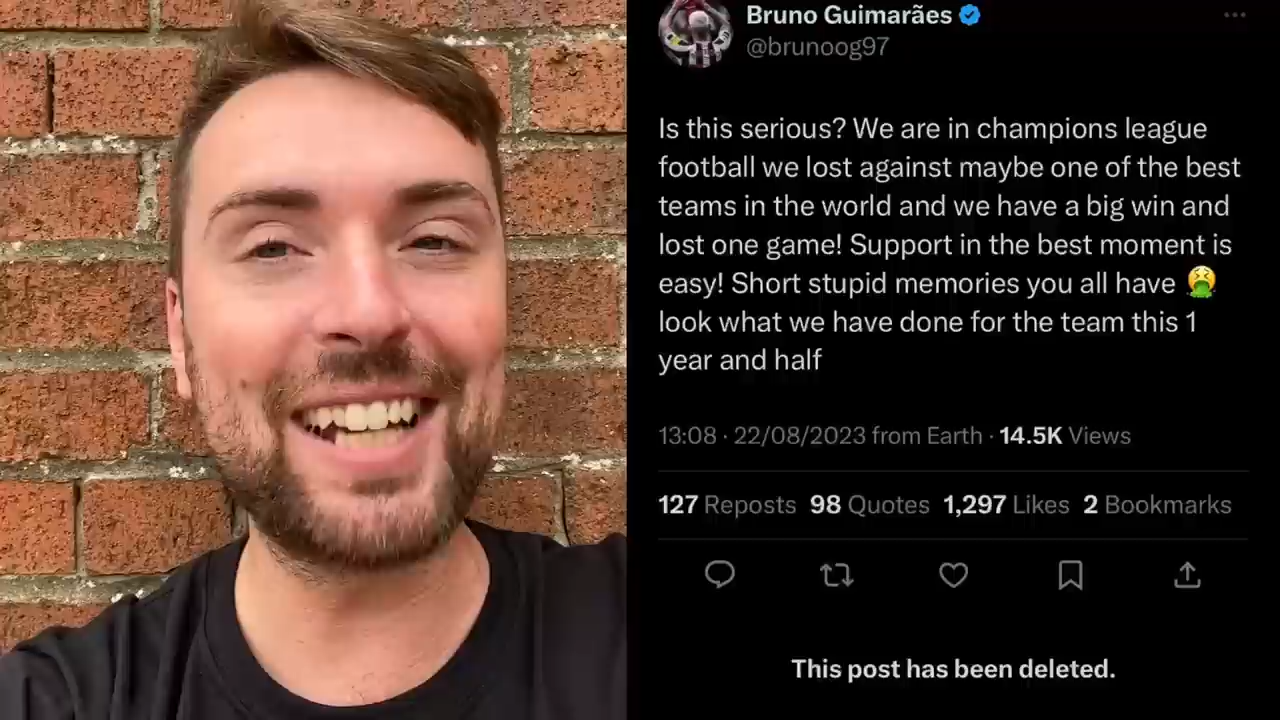 Bruno Guimarães
@brunoog97
Is this serious? We are in champions league
football we lost against maybe one of the best
teams in the world and we have a big win and
lost one game! Support in the best moment is
easy! Short stupid memories you all have 🤮
look what we have done for the team this 1
year and half
13:08 · 22/08/2023 from Earth · 14.5K Views
127 Reposts 98 Quotes 1,297 Likes 2 Bookmarks
This post has been deleted.